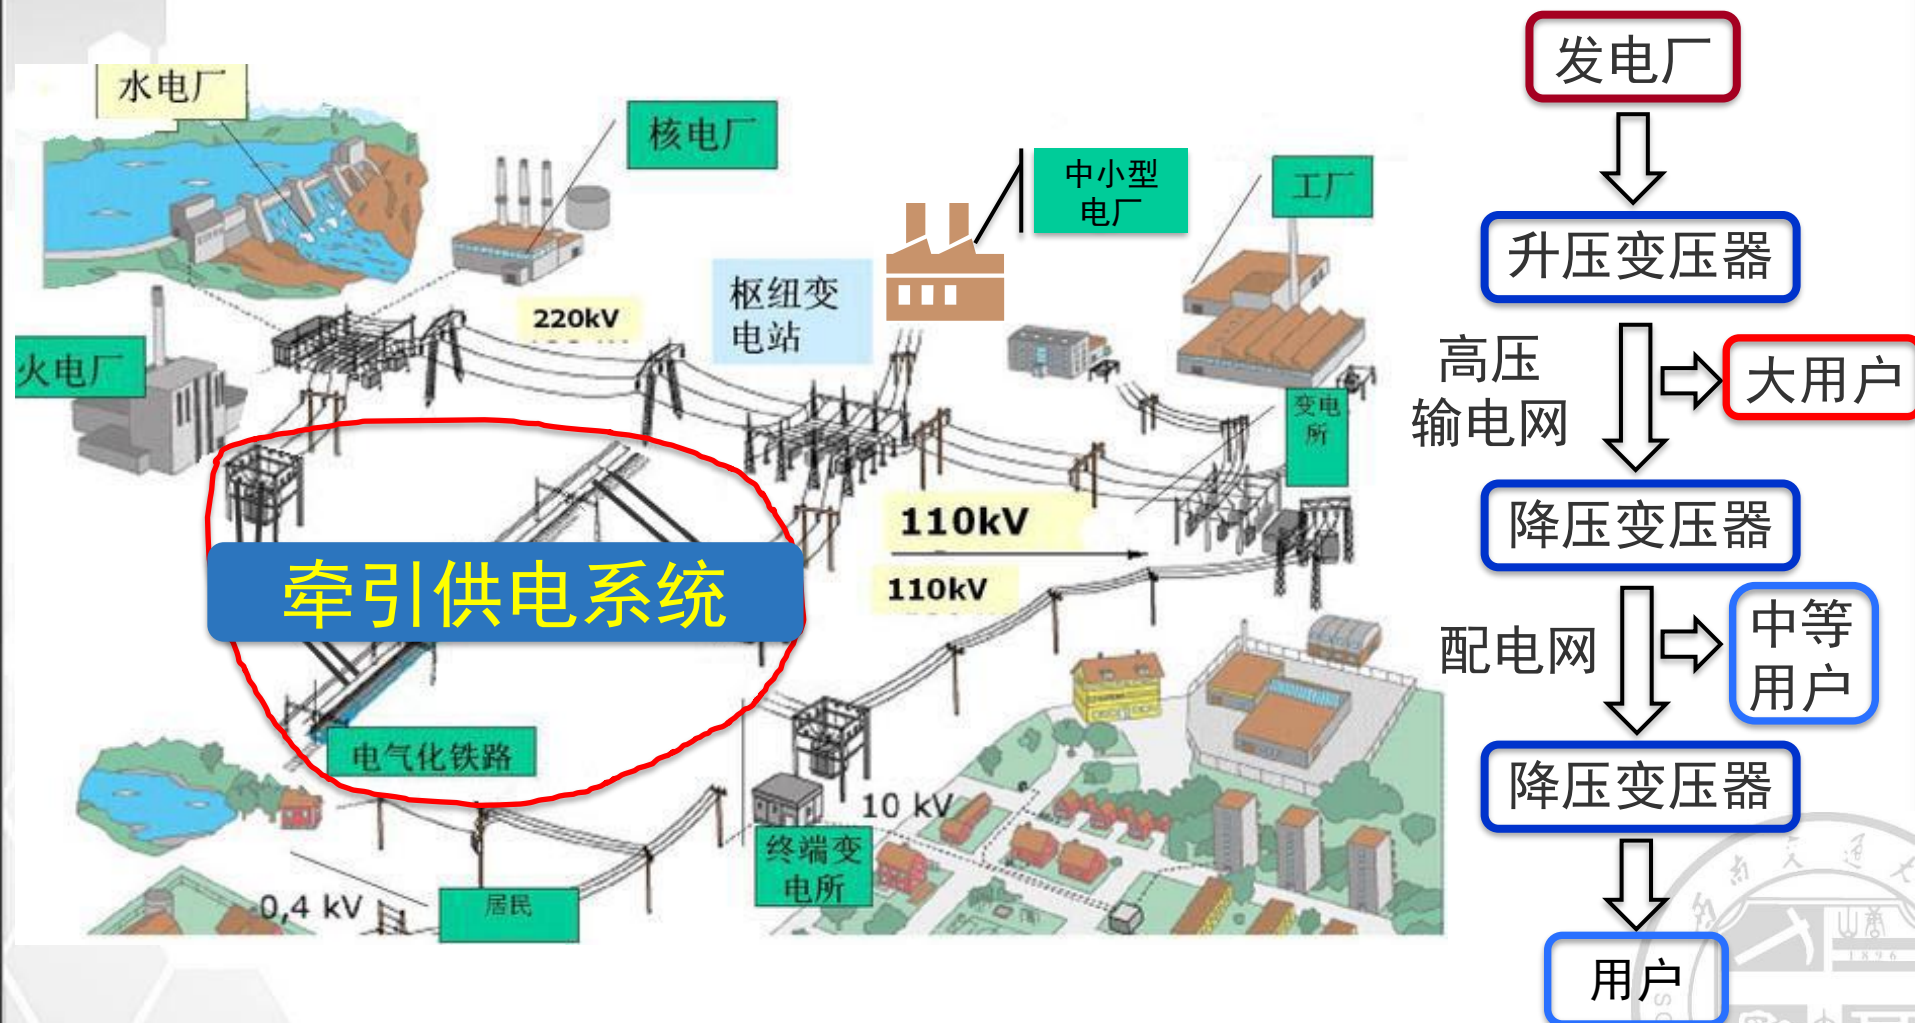 水电厂
核电厂
中小型
电厂
工厂
220kV
枢纽变
电站
火电厂
变电
所
110kV
110kV
牵引供电系统
电气化铁路
10 kV
终端变
电所
0,4 kV
居民
发电厂
升压变压器
高压
输电网
大用户
降压变压器
配电网
中等
用户
降压变压器
用户
1896